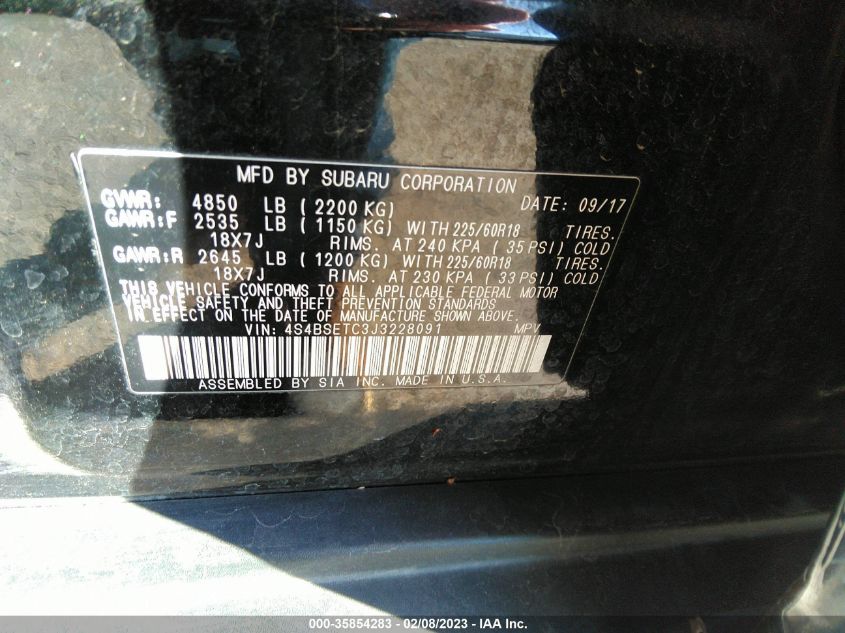 MFD BY SUBARU CORPORATION
GVWR: 4850 LB ( 2200 KG) DATE: 09/17
GAWR:F 2535 LB ( 1150 KG) WITH 225/60R18 TIRES.
18X7J RIMS. AT 240 KPA ( 35 PSI) COLD
GAWR:R 2645 LB ( 1200 KG) WITH 225/60R18 TIRES.
18X7J RIMS. AT 230 KPA ( 33 PSI) COLD
THIS VEHICLE CONFORMS TO ALL APPLICABLE FEDERAL MOTOR
VEHICLE SAFETY AND THEFT PREVENTION STANDARDS
IN EFFECT ON THE DATE OF MANUFACTURE SHOWN ABOVE.
VIN: 4S4BSETC3J3228091 MPV
ASSEMBLED BY SIA INC. MADE IN U.S.A.
000-35854283 - 02/08/2023 - IAA Inc.